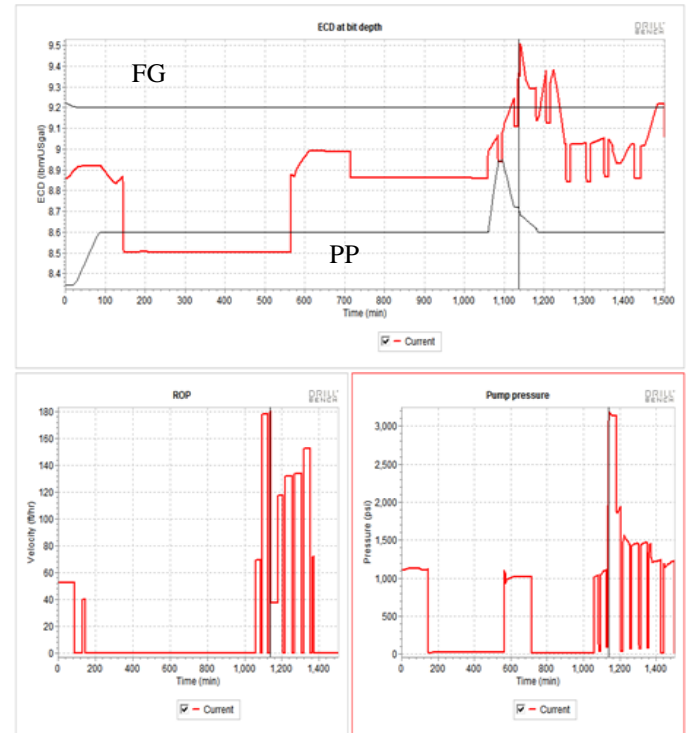 ECD at bit depth
DRILL
BENCH
FG
PP
ECD (lbm/USgal)
9.5
9.4
9.3
9.2
9.1
9
8.9
8.8
8.7
8.6
8.5
8.4
0 100 200 300 400 500 600 700 800 900 1,000 1,100 1,200 1,300 1,400 1,500
Time (min)
Current
ROP
DRILL
BENCH
Velocity (ft/hr)
180
160
140
120
100
80
60
40
20
0
0 200 400 600 800 1,000 1,200 1,400
Time (min)
Current
Pump pressure
DRILL
BENCH
Pressure (psi)
3,000
2,500
2,000
1,500
1,000
500
0
0 200 400 600 800 1,000 1,200 1,400
Time (min)
Current